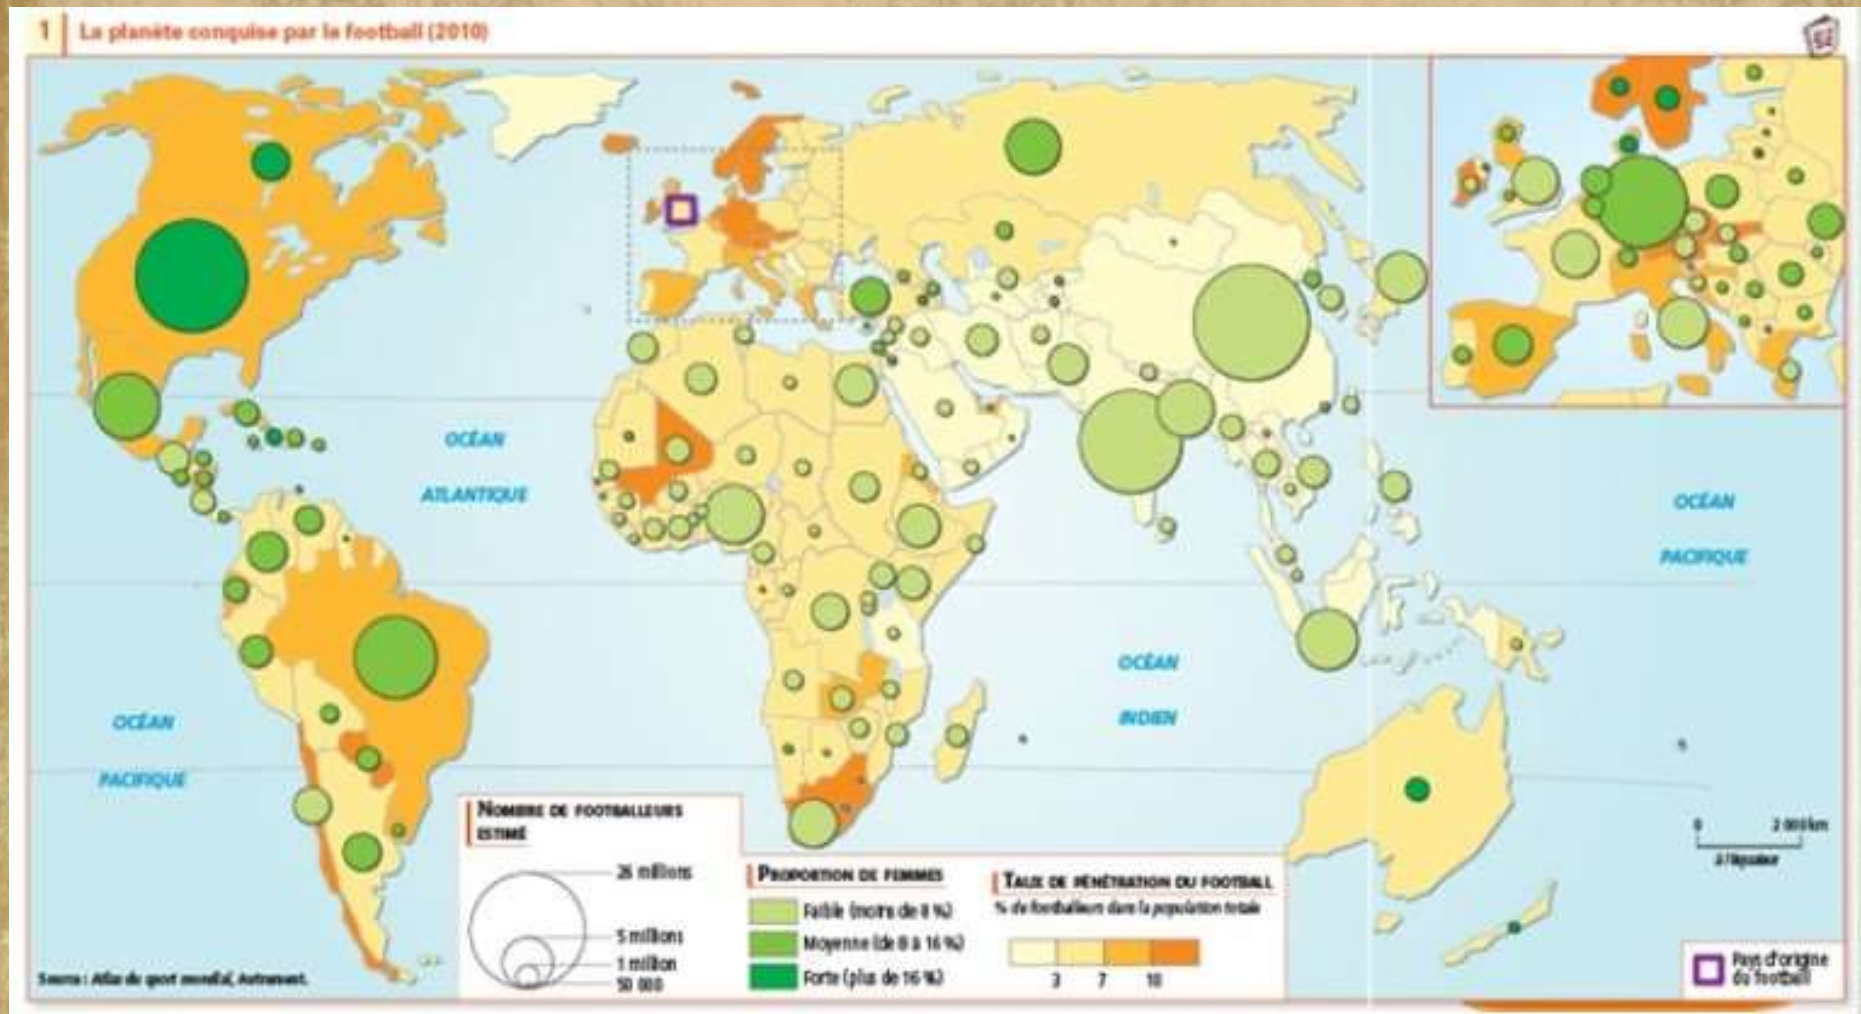 1 La planète conquise par le football (2010)
OCÉAN
ATLANTIQUE
OCÉAN
PACIFIQUE
OCÉAN
INDIEN
OCÉAN
PACIFIQUE
NOMBRE DE FOOTBALLEURS
ESTIMÉ
26 millions
5 millions
1 million
50 000
PROPORTION DE FEMMES
Faible (moins de 8 %)
Moyenne (de 8 à 16 %)
Forte (plus de 16 %)
TAUX DE PÉNÉTRATION DU FOOTBALL
% de footballeurs dans la population totale
3 7 10
0 2 000 km
à l'équateur
Pays d'origine
du football
Source : Atlas du sport mondial, Autrement.